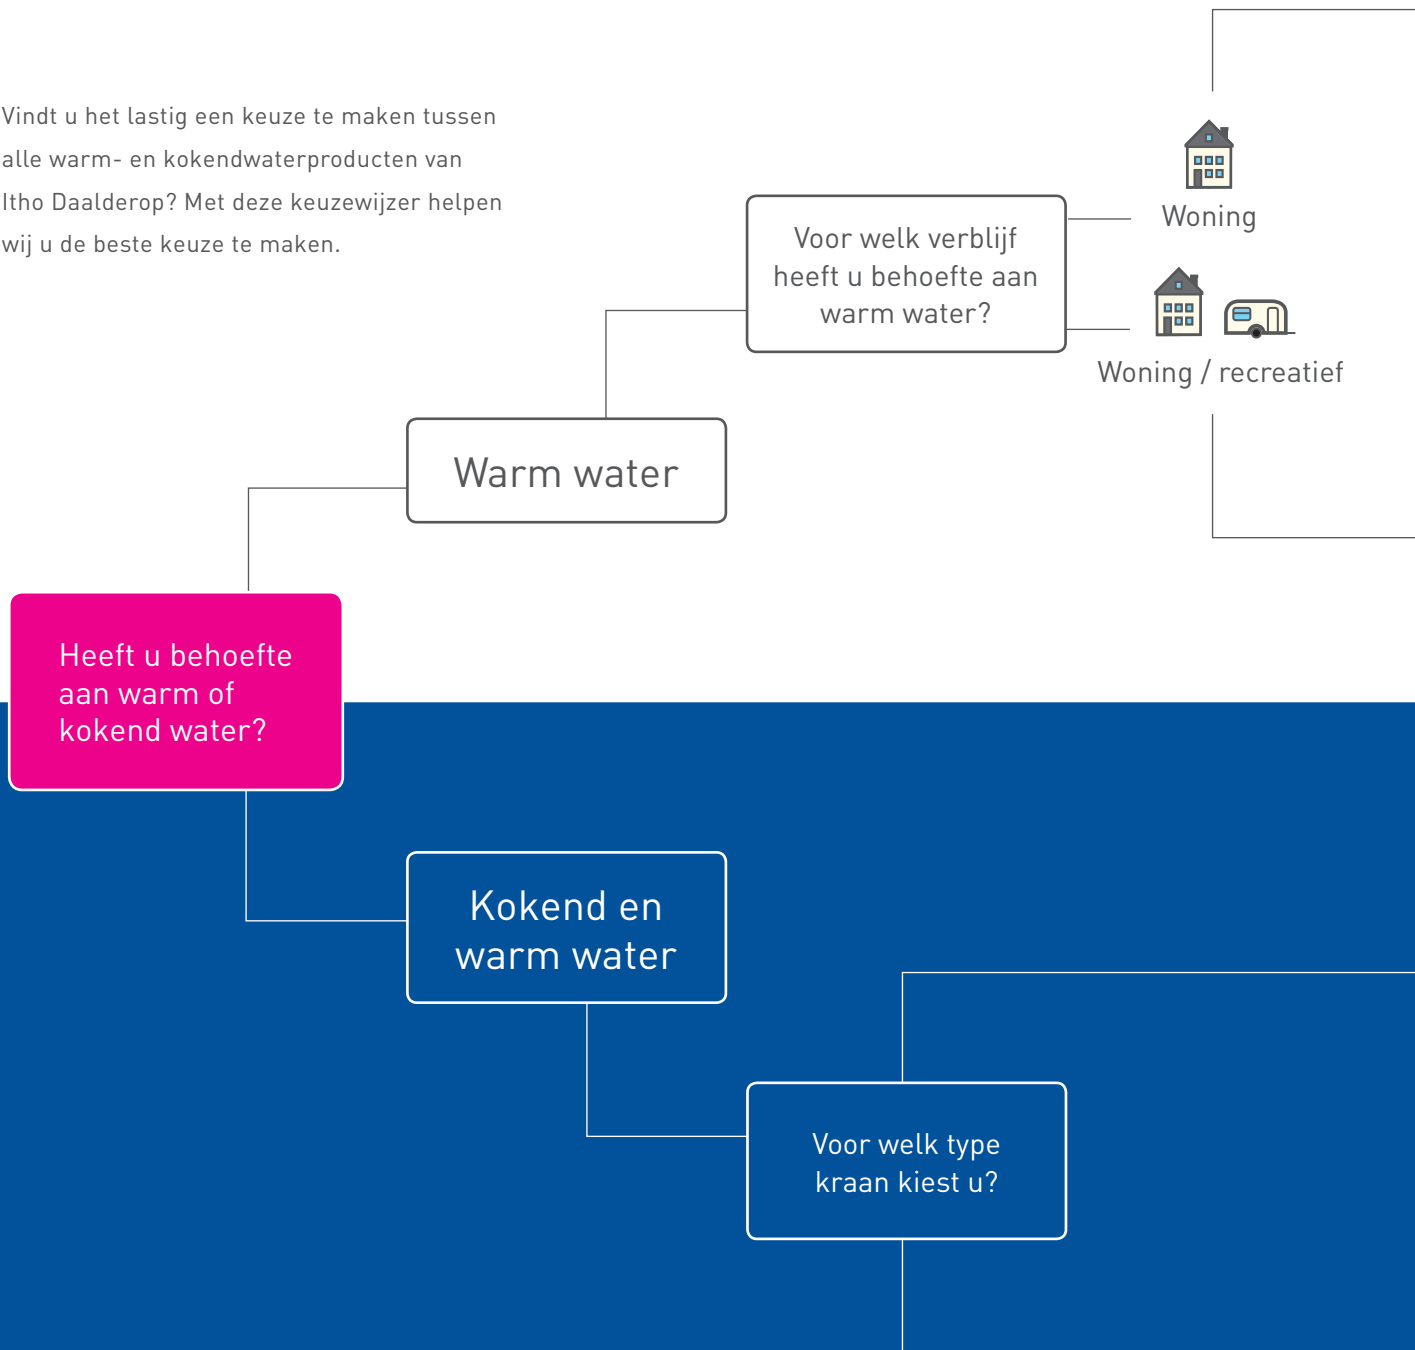 Vindt u het lastig een keuze te maken tussen
alle warm- en kokendwaterproducten van
Itho Daalderop? Met deze keuzewijzer helpen
wij u de beste keuze te maken.
Woning
Voor welk verblijf
heeft u behoefte aan
warm water?
Woning / recreatief
Warm water
Heeft u behoefte
aan warm of
kokend water?
Kokend en
warm water
Voor welk type
kraan kiest u?